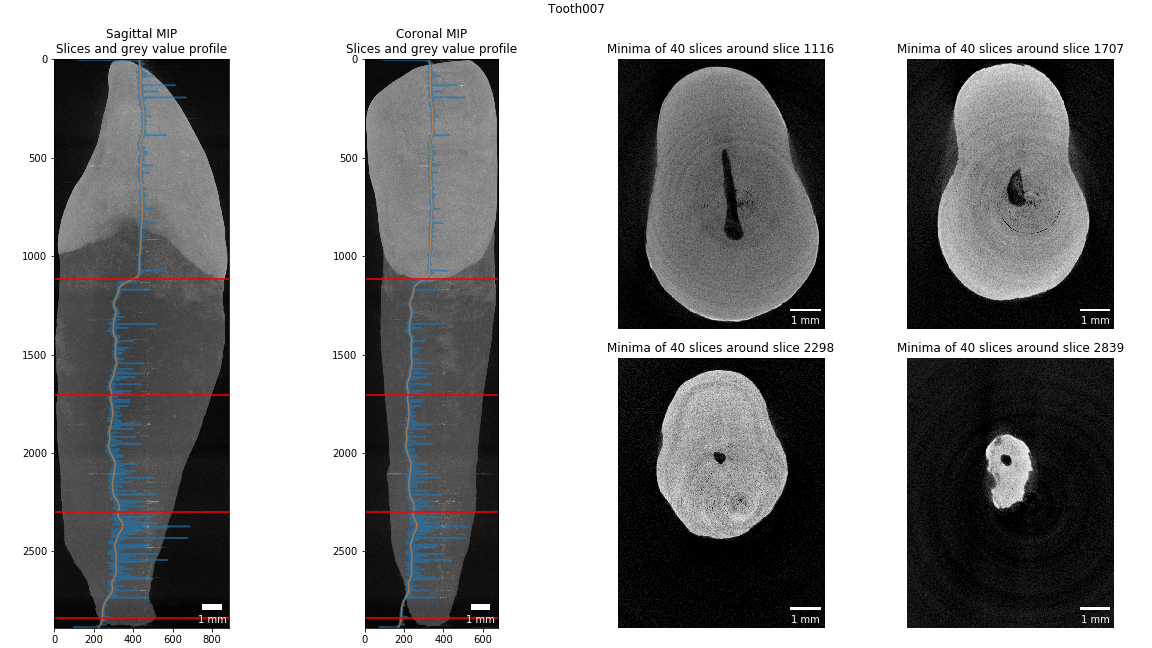 Tooth007
Sagittal MIP
Slices and grey value profile
0
500
1000
1500
2000
2500
0
200
400
600
800
1 mm
Coronal MIP
Slices and grey value profile
0
500
1000
1500
2000
2500
0
200
400
600
1 mm
Minima of 40 slices around slice 1116
1 mm
Minima of 40 slices around slice 1707
1 mm
Minima of 40 slices around slice 2298
1 mm
Minima of 40 slices around slice 2839
1 mm